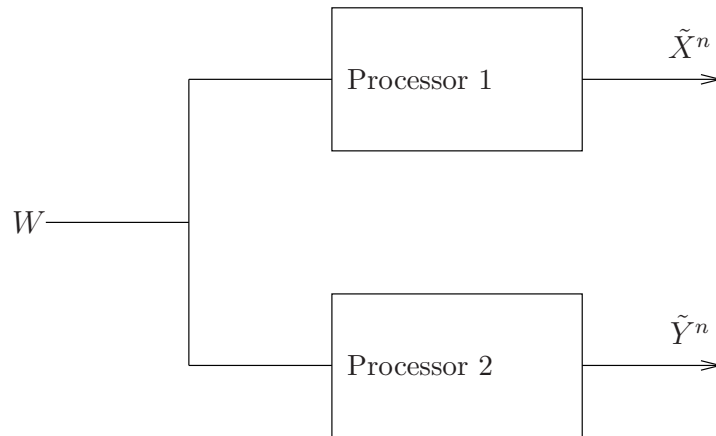 X̃ⁿ
Processor 1
W
Ỹⁿ
Processor 2